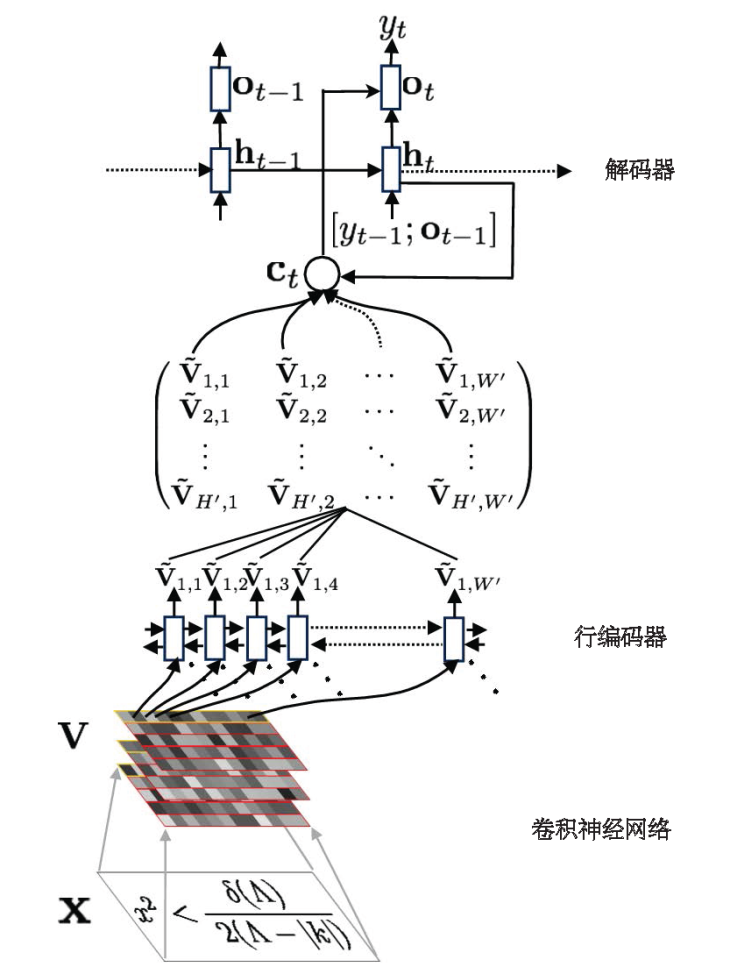 y_t
o_{t−1} o_t
h_{t−1} h_t 解码器
[y_{t−1}; o_{t−1}]
c_t
Ṽ_{1,1} Ṽ_{1,2} ⋯ Ṽ_{1,W′}
Ṽ_{2,1} Ṽ_{2,2} ⋯ Ṽ_{2,W′}
⋮ ⋮ ⋱ ⋮
Ṽ_{H′,1} Ṽ_{H′,2} ⋯ Ṽ_{H′,W′}
Ṽ_{1,1} Ṽ_{1,2} Ṽ_{1,3} Ṽ_{1,4} Ṽ_{1,W′}
行编码器
V
卷积神经网络
X x² < δ(Λ) / 2(Λ − |k|)